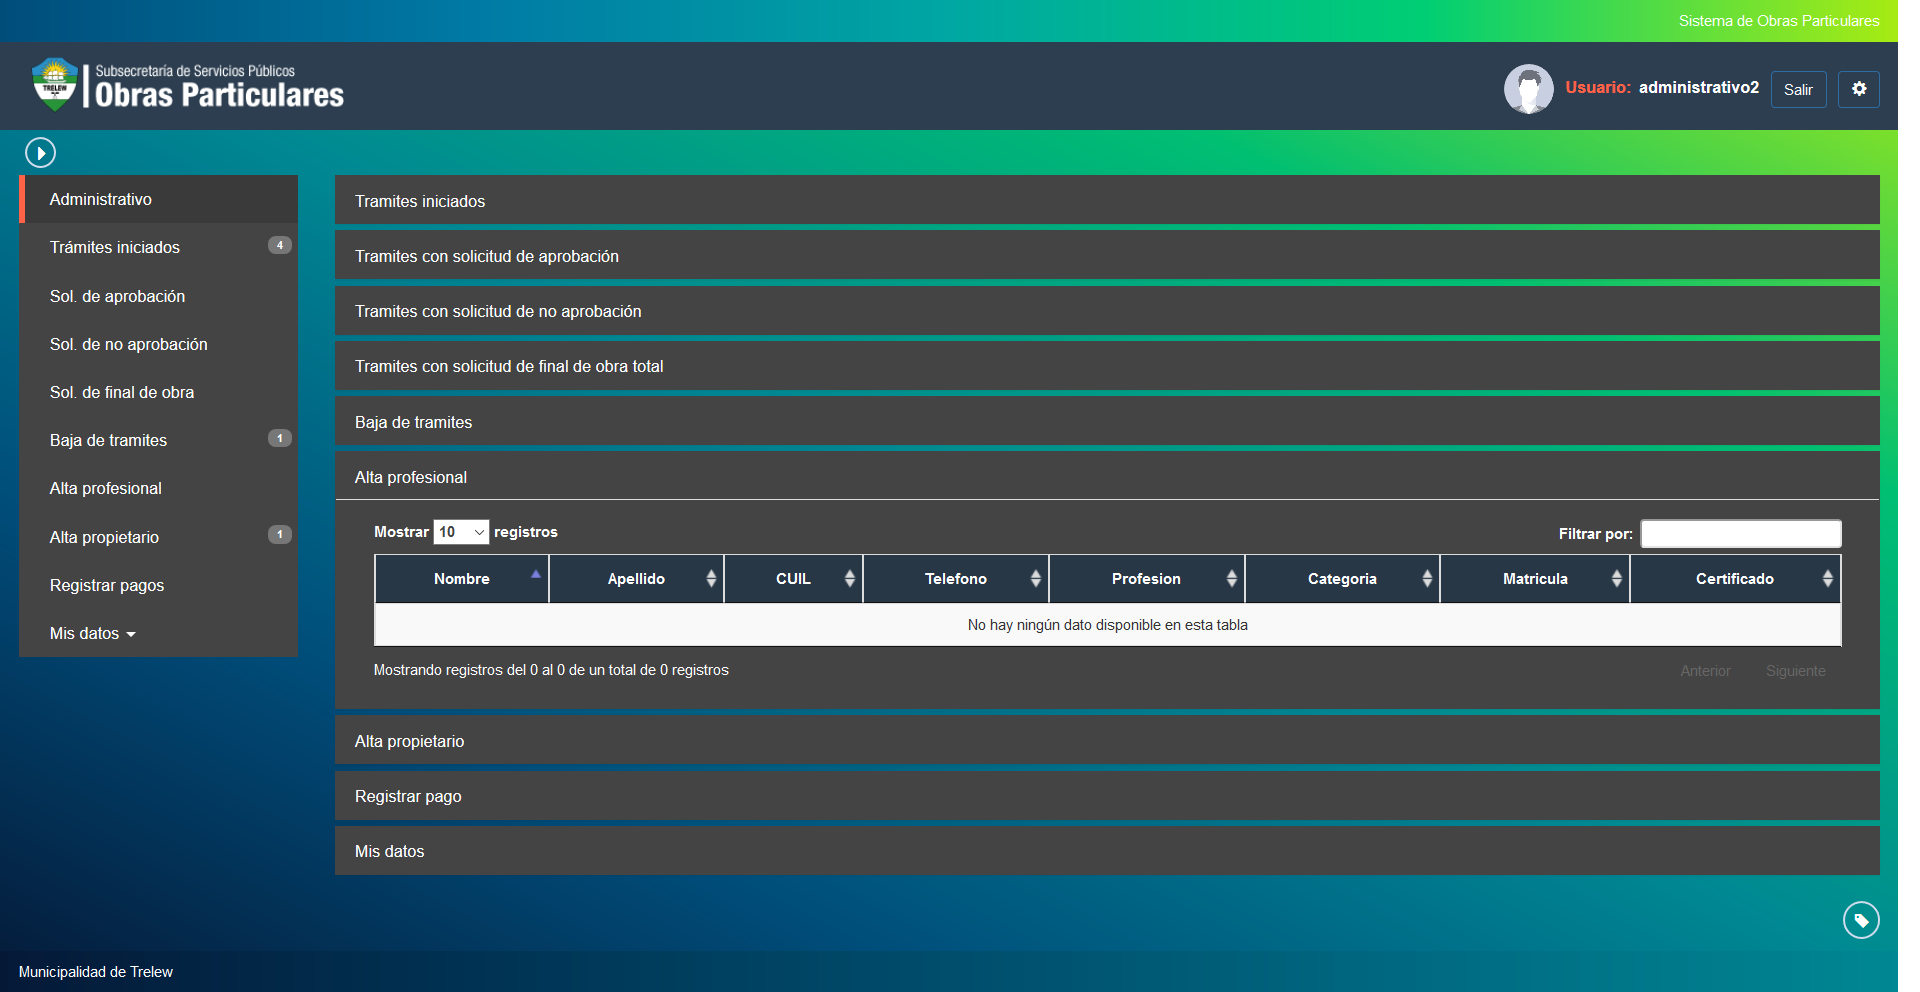 Sistema de Obras Particulares
TRELEW
Subsecretaría de Servicios Públicos
Obras Particulares
Usuario: administrativo2 Salir
Administrativo
Trámites iniciados 4
Sol. de aprobación
Sol. de no aprobación
Sol. de final de obra
Baja de tramites 1
Alta profesional
Alta propietario 1
Registrar pagos
Mis datos
Tramites iniciados
Tramites con solicitud de aprobación
Tramites con solicitud de no aprobación
Tramites con solicitud de final de obra total
Baja de tramites
Alta profesional
Mostrar 10 registros Filtrar por:
Nombre Apellido CUIL Telefono Profesion Categoria Matricula Certificado
No hay ningún dato disponible en esta tabla
Mostrando registros del 0 al 0 de un total de 0 registros Anterior Siguiente
Alta propietario
Registrar pago
Mis datos
Municipalidad de Trelew